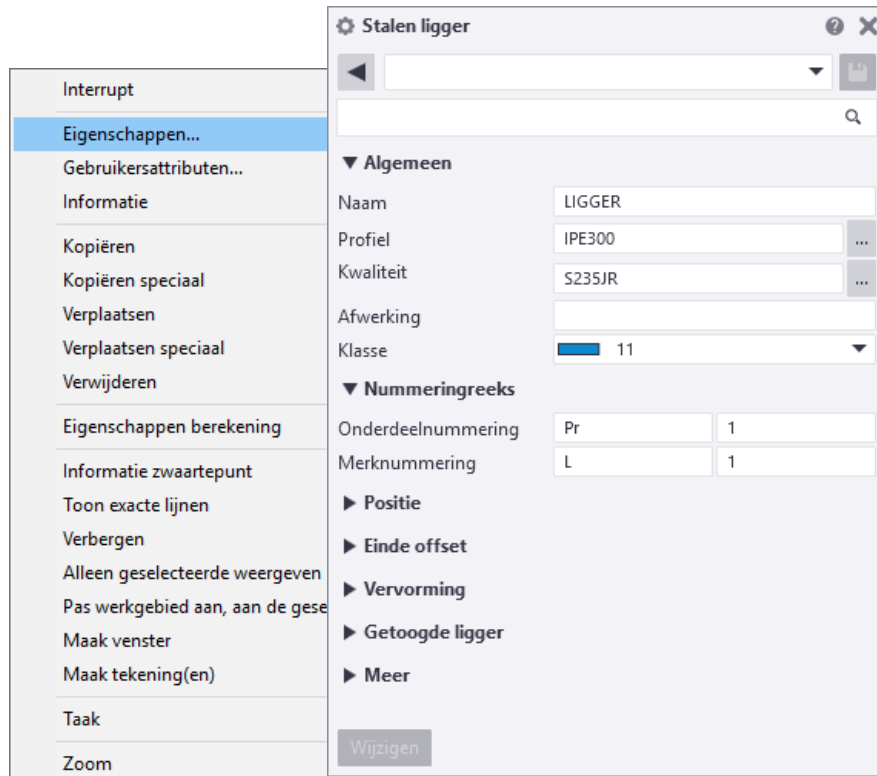 Interrupt
Eigenschappen...
Gebruikersattributen...
Informatie
Kopiëren
Kopiëren speciaal
Verplaatsen
Verplaatsen speciaal
Verwijderen
Eigenschappen berekening
Informatie zwaartepunt
Toon exacte lijnen
Verbergen
Alleen geselecteerde weergeven
Pas werkgebied aan, aan de gese
Maak venster
Maak tekening(en)
Taak
Zoom
Stalen ligger
Algemeen
Naam LIGGER
Profiel IPE300 ...
Kwaliteit S235JR ...
Afwerking
Klasse 11
Nummeringreeks
Onderdeelnummering Pr 1
Merknummering L 1
Positie
Einde offset
Vervorming
Getoogde ligger
Meer
Wijzigen